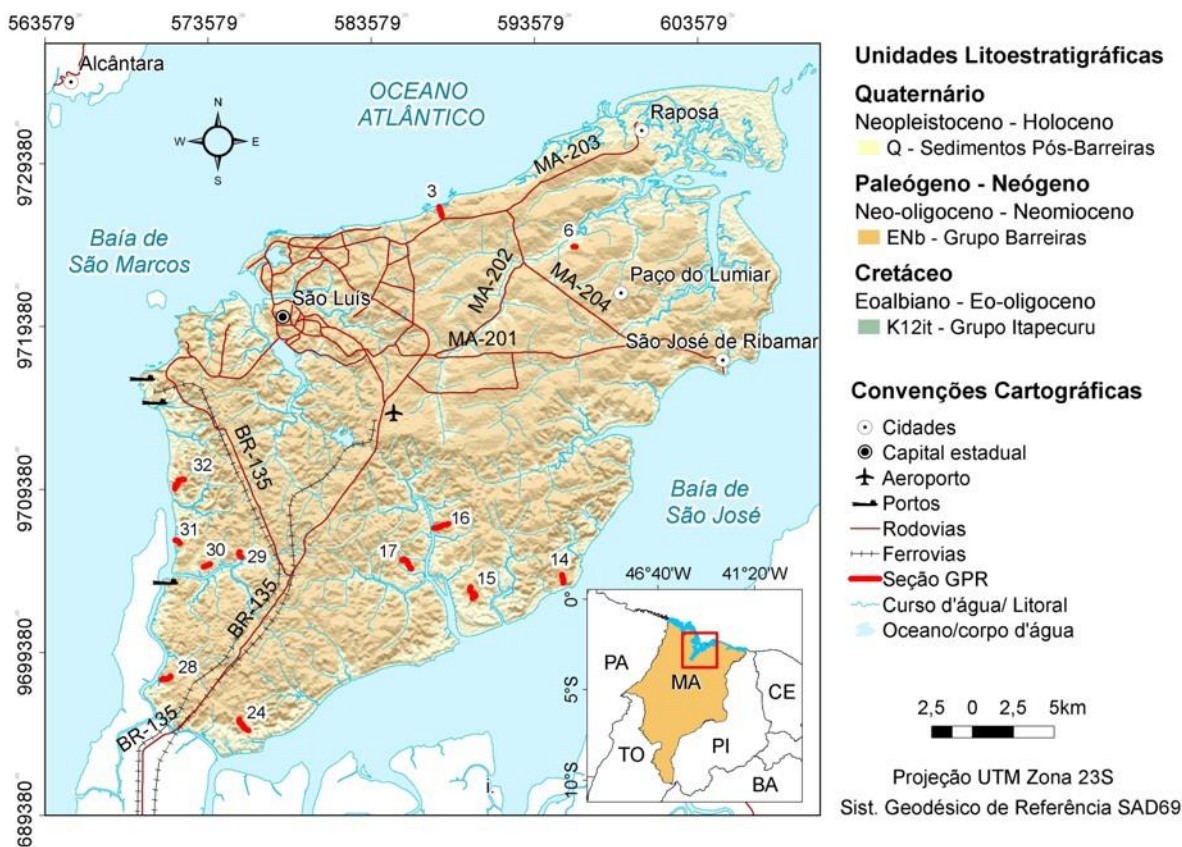 563579
573579
583579
593579
603579
Alcântara
OCEANO
ATLÂNTICO
N
W
E
S
Raposa
MA-203
9729380
3
6
Baía de
São Marcos
MA-202
Paço do Lumiar
MA-204
São Luís
9719380
MA-201
São José de Ribamar
BR-135
32
9709380
Baía de
São José
16
31
30
29
17
14
15
46°40'W
41°20'W
0°
BR-135
28
9699380
PA
MA
CE
5°S
24
BR-135
TO
PI
BA
10°S
i.
689380
Unidades Litoestratigráficas
Quaternário
Neopleistoceno - Holoceno
Q - Sedimentos Pós-Barreiras
Paleógeno - Neógeno
Neo-oligoceno - Neomioceno
ENb - Grupo Barreiras
Cretáceo
Eoalbiano - Eo-oligoceno
K12it - Grupo Itapecuru
Convenções Cartográficas
Cidades
Capital estadual
Aeroporto
Portos
Rodovias
Ferrovias
Seção GPR
Curso d'água/ Litoral
Oceano/corpo d'água
2,5 0 2,5 5km
Projeção UTM Zona 23S
Sist. Geodésico de Referência SAD69